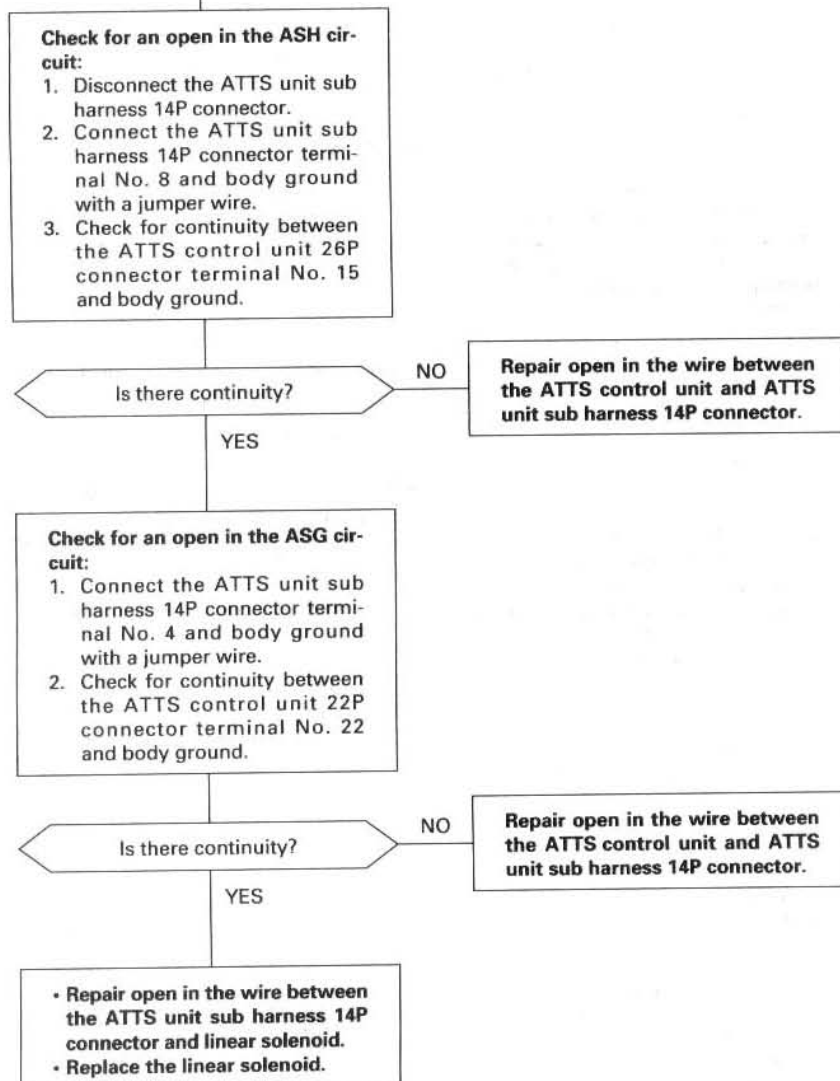 Check for an open in the ASH cir-
cuit:
1. Disconnect the ATTS unit sub
harness 14P connector.
2. Connect the ATTS unit sub
harness 14P connector termi-
nal No. 8 and body ground
with a jumper wire.
3. Check for continuity between
the ATTS control unit 26P
connector terminal No. 15
and body ground.
Is there continuity?
NO
Repair open in the wire between
the ATTS control unit and ATTS
unit sub harness 14P connector.
YES
Check for an open in the ASG cir-
cuit:
1. Connect the ATTS unit sub
harness 14P connector termi-
nal No. 4 and body ground
with a jumper wire.
2. Check for continuity between
the ATTS control unit 22P
connector terminal No. 22
and body ground.
Is there continuity?
NO
Repair open in the wire between
the ATTS control unit and ATTS
unit sub harness 14P connector.
YES
• Repair open in the wire between
the ATTS unit sub harness 14P
connector and linear solenoid.
• Replace the linear solenoid.